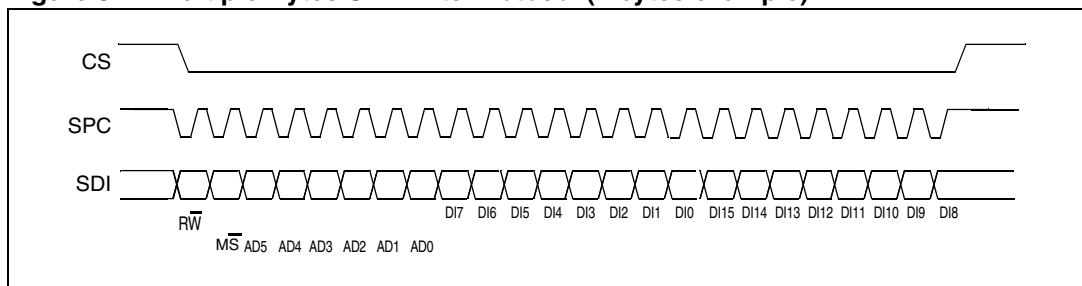 CS
SPC
SDI
DI7 DI6 DI5 DI4 DI3 DI2 DI1 DI0 DI15 DI14 DI13 DI12 DI11 DI10 DI9 DI8
RW̅
MS̅ AD5 AD4 AD3 AD2 AD1 AD0